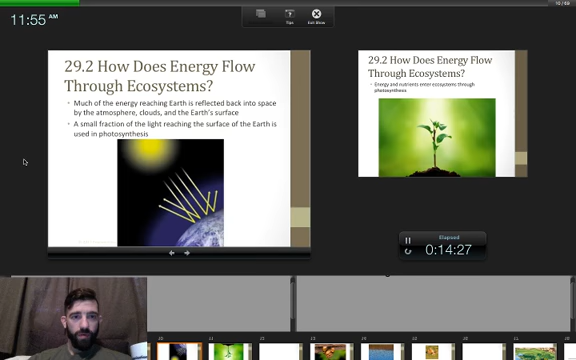 10 / 68
11:55 AM
Tips
Exit Show
29.2 How Does Energy Flow
Through Ecosystems?
• Much of the energy reaching Earth is reflected back into space
by the atmosphere, clouds, and the Earth's surface
• A small fraction of the light reaching the surface of the Earth is
used in photosynthesis
29.2 How Does Energy Flow
Through Ecosystems?
• Energy and nutrients enter ecosystems through
photosynthesis
Elapsed
0:14:27